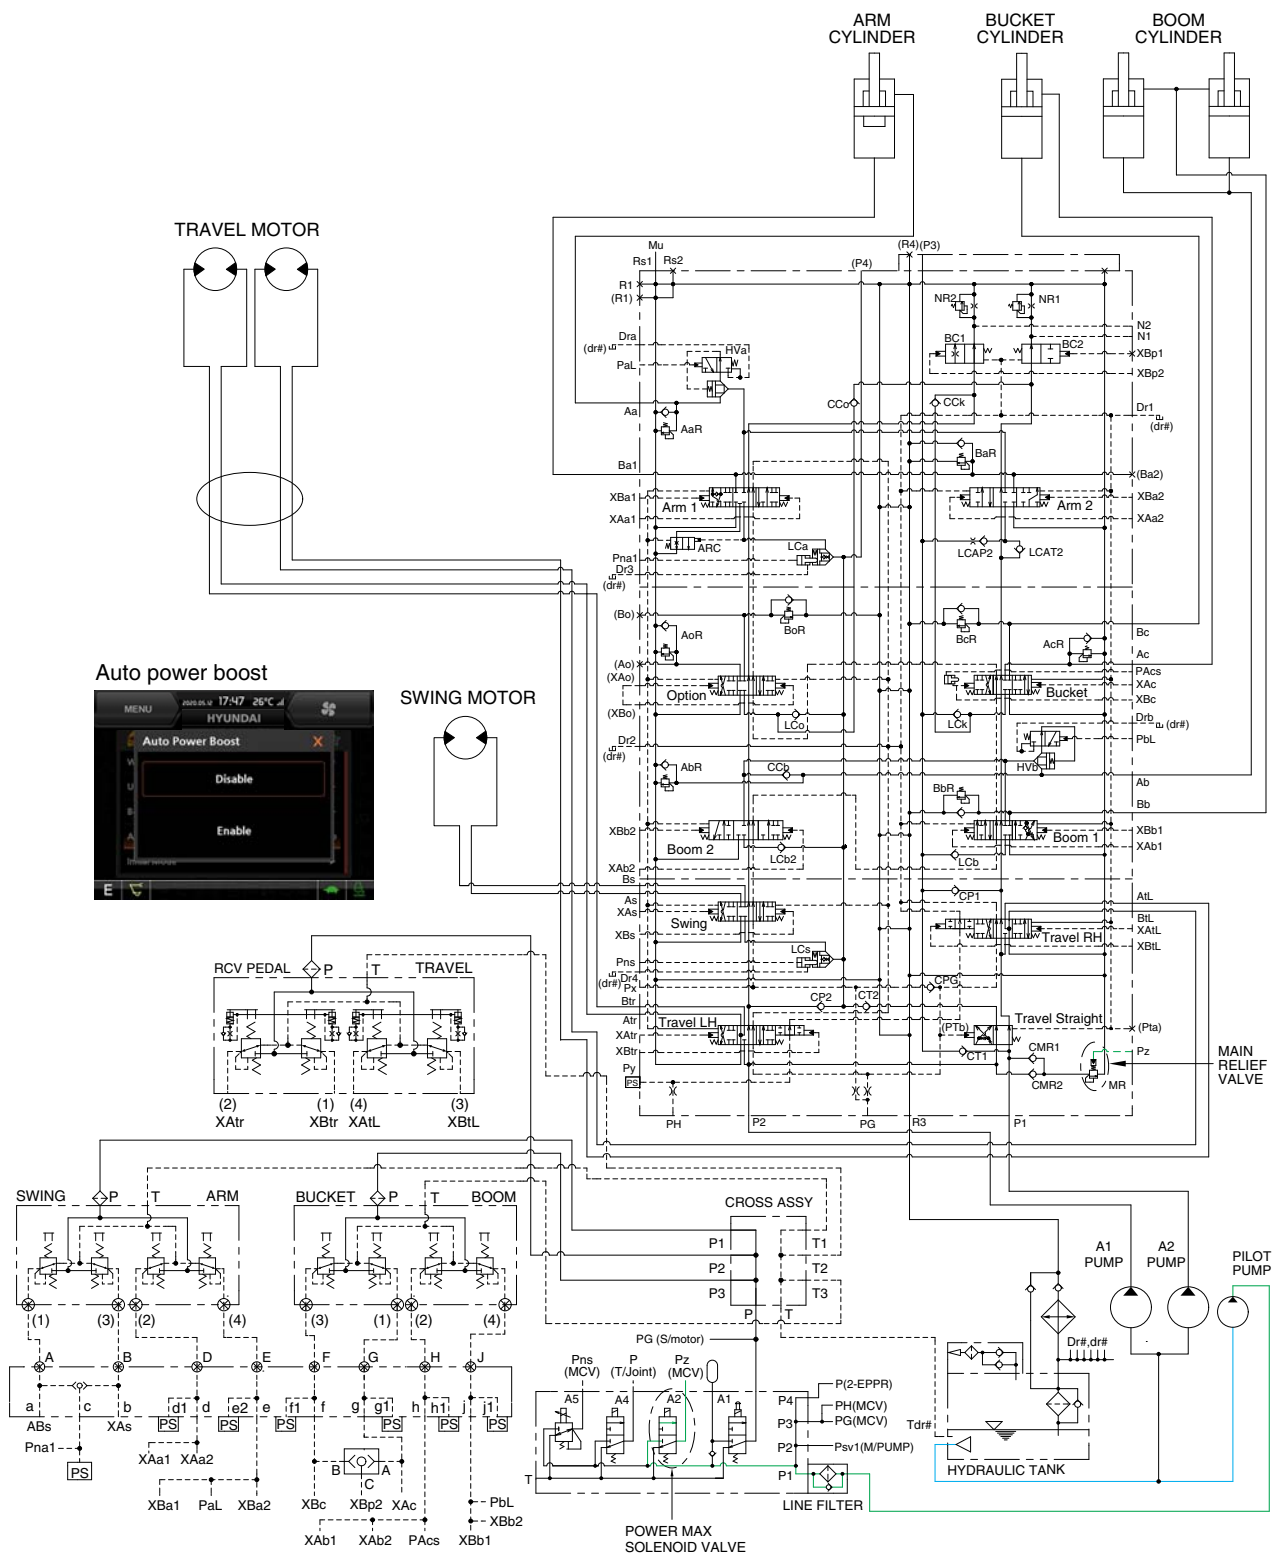 ARM
CYLINDER
BUCKET
CYLINDER
BOOM
CYLINDER
TRAVEL MOTOR
Mu
Rs1
Rs2
(P4)
(R4)
(P3)
R1
(R1)
NR2
NR1
Dra
(dr#)
HVa
PaL
N2
N1
BC1
BC2
XBp1
XBp2
CCo
CCk
Dr1
(dr#)
Aa
AaR
BaR
Ba1
(Ba2)
XBa1
Arm 1
XAa1
Arm 2
XBa2
XAa2
ARC
LCa
LCAP2
LCAT2
Pna1
Dr3
(dr#)
(Bo)
BoR
BcR
Bc
AoR
AcR
Ac
(Ao)
(XAo)
Option
(XBo)
PAcs
XAc
Bucket
XBc
LCo
LCk
Drb
(dr#)
PbL
Dr2
(dr#)
HVb
AbR
CCb
Ab
BbR
Bb
XBb2
Boom 2
XAb2
LCb2
XBb1
Boom 1
XAb1
LCb
Bs
As
XAs
Swing
XBs
CP1
AtL
BtL
XAtL
Travel RH
XBtL
Pns
LCs
(dr#)
Dr4
Px
CPG
Btr
CP2
CT2
Atr
Travel LH
Travel Straight
XAtr
(PTb)
(Pta)
XBtr
CT1
CMR1
Pz
Py
PS
CMR2
MR
MAIN
RELIEF
VALVE
PH
P2
PG
R3
P1
Auto power boost
MENU
2020.05.12 17:47 26°C
HYUNDAI
Auto Power Boost X
Disable
Enable
E
SWING MOTOR
RCV PEDAL
P
T
TRAVEL
(2)
(1)
(4)
(3)
XAtr
XBtr
XAtL
XBtL
SWING
P
T
ARM
BUCKET
P
T
BOOM
(1)
(3)
(2)
(4)
(3)
(1)
(2)
(4)
A
B
D
E
F
G
H
J
a
c
b
d1
d
e2
e
f1
f
g
g1
h
h1
j
j1
ABs
XAs
PS
PS
PS
PS
PS
PS
Pna1
PS
XAa1
XAa2
XBa1
PaL
XBa2
B
A
C
XBc
XBp2
XAc
XAb1
XAb2
PAcs
XBb1
PbL
XBb2
CROSS ASSY
P1
T1
P2
T2
P3
T3
P
T
PG (S/motor)
Pns
(MCV)
P
(T/Joint)
Pz
(MCV)
A5
A4
A2
A1
T
P4
P3
P2
P1
P(2-EPPR)
PH(MCV)
PG(MCV)
Psv1(M/PUMP)
LINE FILTER
POWER MAX
SOLENOID VALVE
A1
PUMP
A2
PUMP
PILOT
PUMP
Dr#,dr#
Tdr#
HYDRAULIC TANK